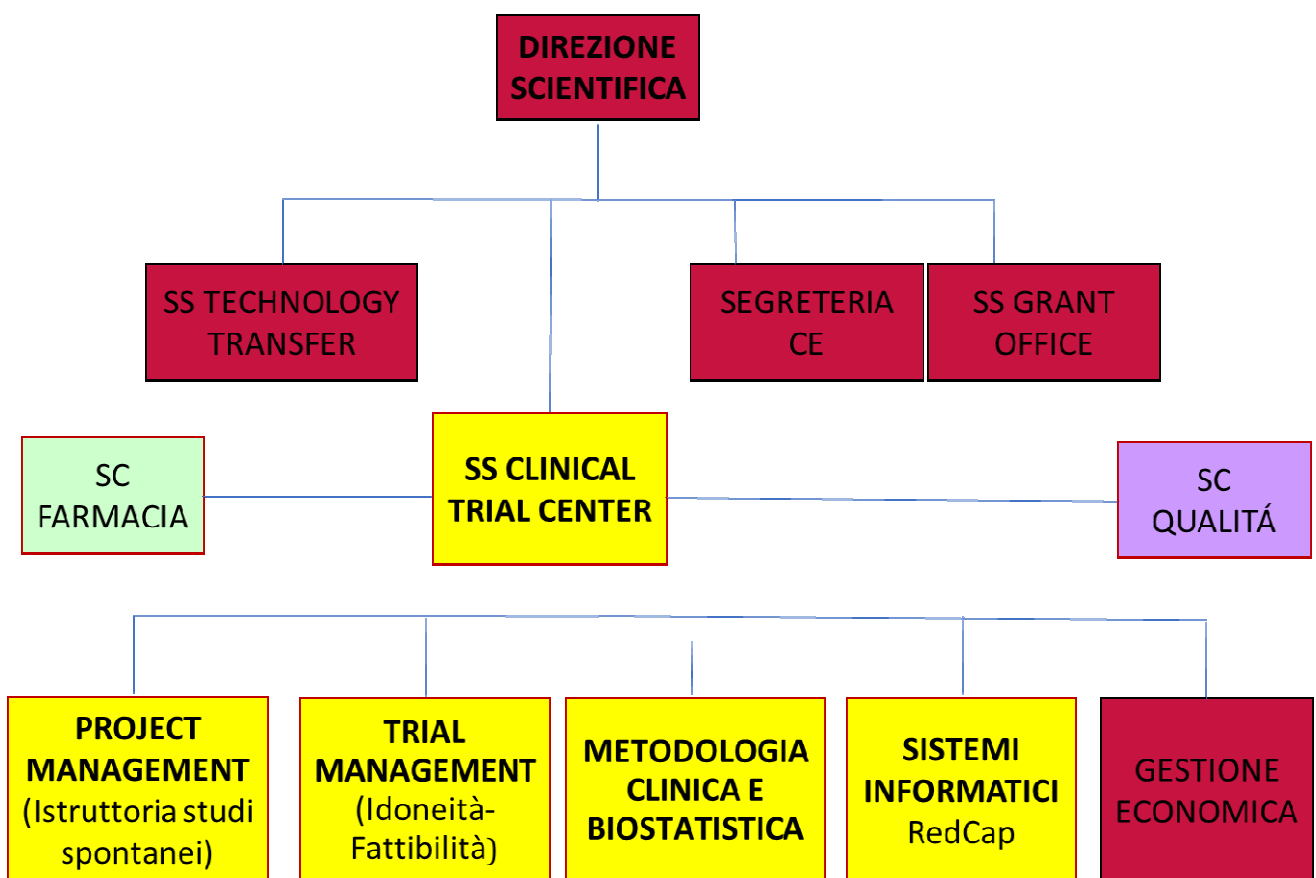 DIREZIONE
SCIENTIFICA
SS TECHNOLOGY
TRANSFER
SEGRETERIA
CE
SS GRANT
OFFICE
SC
FARMACIA
SS CLINICAL
TRIAL CENTER
SC
QUALITÁ
PROJECT
MANAGEMENT
(Istruttoria studi
spontanei)
TRIAL
MANAGEMENT
(Idoneità-
Fattibilità)
METODOLOGIA
CLINICA E
BIOSTATISTICA
SISTEMI
INFORMATICI
RedCap
GESTIONE
ECONOMICA